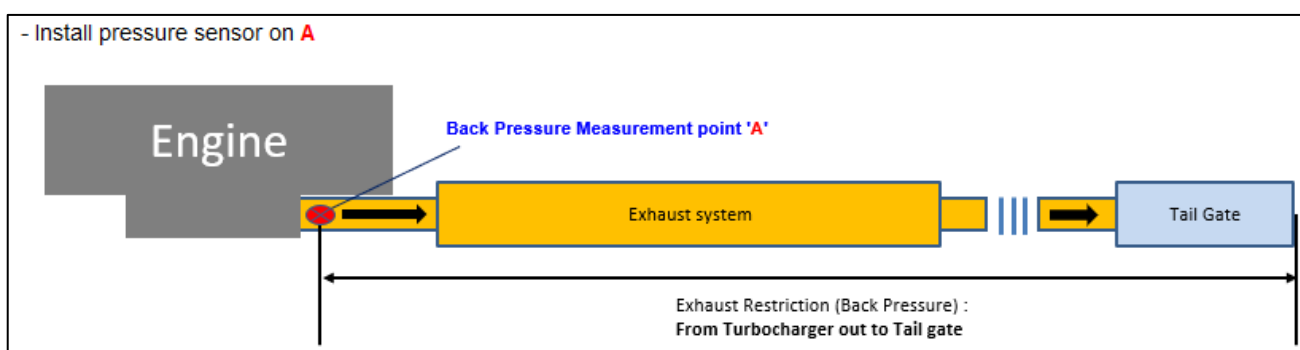 - Install pressure sensor on A
Engine
Back Pressure Measurement point 'A'
Exhaust system
Tail Gate
Exhaust Restriction (Back Pressure) :
From Turbocharger out to Tail gate